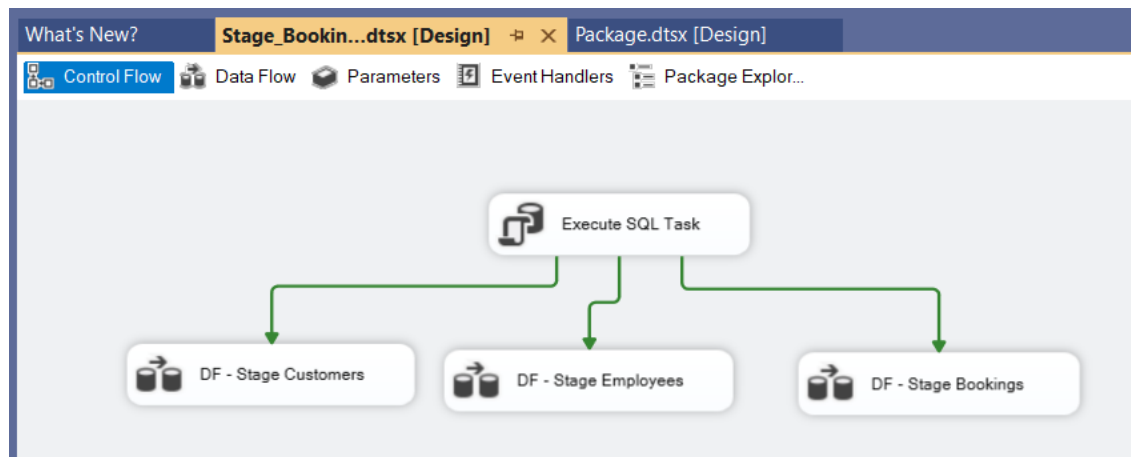 What's New? Stage_Bookin...dtsx [Design] Package.dtsx [Design]
Control Flow Data Flow Parameters Event Handlers Package Explor...
Execute SQL Task
DF - Stage Customers
DF - Stage Employees
DF - Stage Bookings